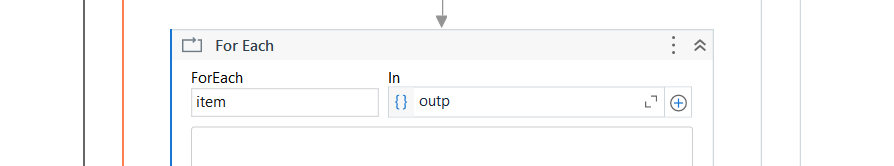 For Each
ForEach
In
item
{} outp